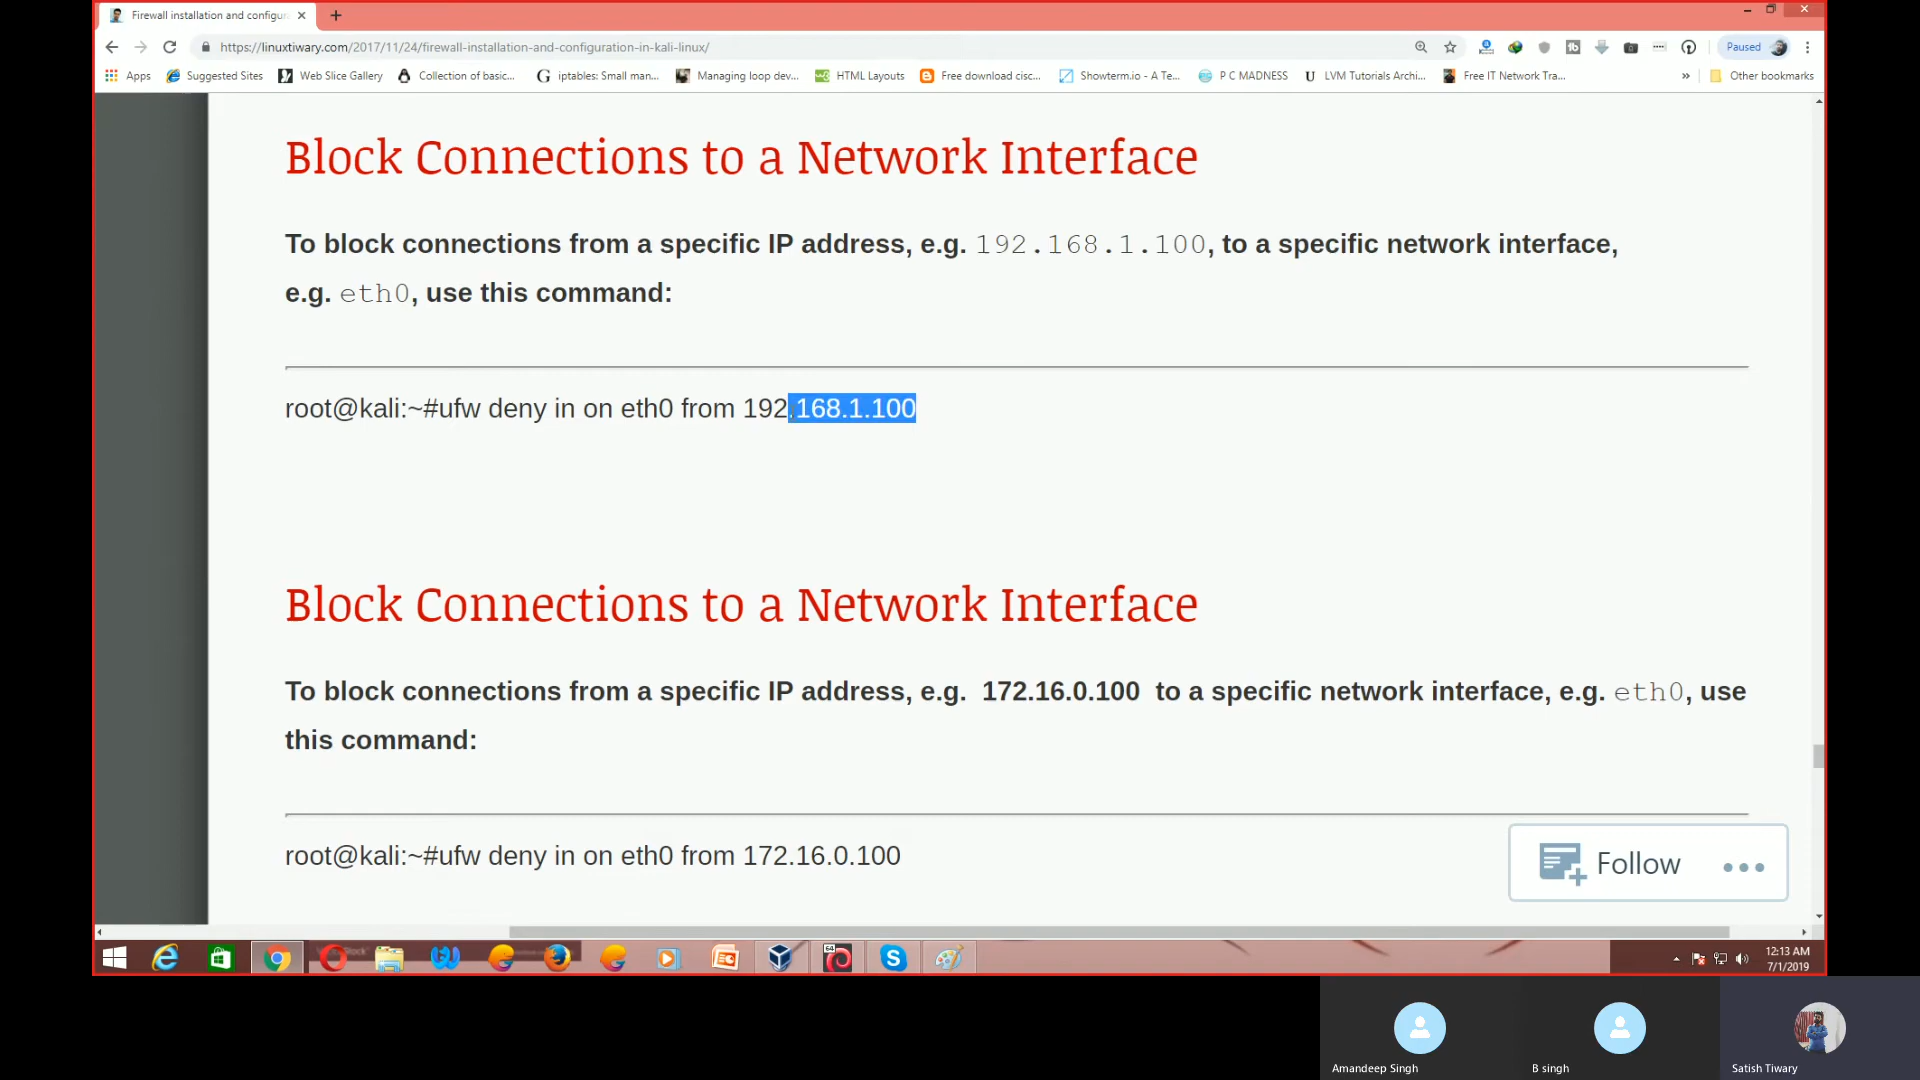 Firewall installation and configur
https://linuxtiwary.com/2017/11/24/firewall-installation-and-configuration-in-kali-linux/
Paused
Apps
Suggested Sites
Web Slice Gallery
Collection of basic...
iptables: Small man...
Managing loop dev...
HTML Layouts
Free download cisc...
Showterm.io - A Te...
P C MADNESS
LVM Tutorials Archi...
Free IT Network Tra...
»
Other bookmarks
Block Connections to a Network Interface
To block connections from a specific IP address, e.g. 192.168.1.100, to a specific network interface,
e.g. eth0, use this command:
root@kali:~#ufw deny in on eth0 from 192.168.1.100
Block Connections to a Network Interface
To block connections from a specific IP address, e.g.  172.16.0.100  to a specific network interface, e.g. eth0, use
this command:
root@kali:~#ufw deny in on eth0 from 172.16.0.100
Follow
12:13 AM
7/1/2019
Amandeep Singh
B singh
Satish Tiwary